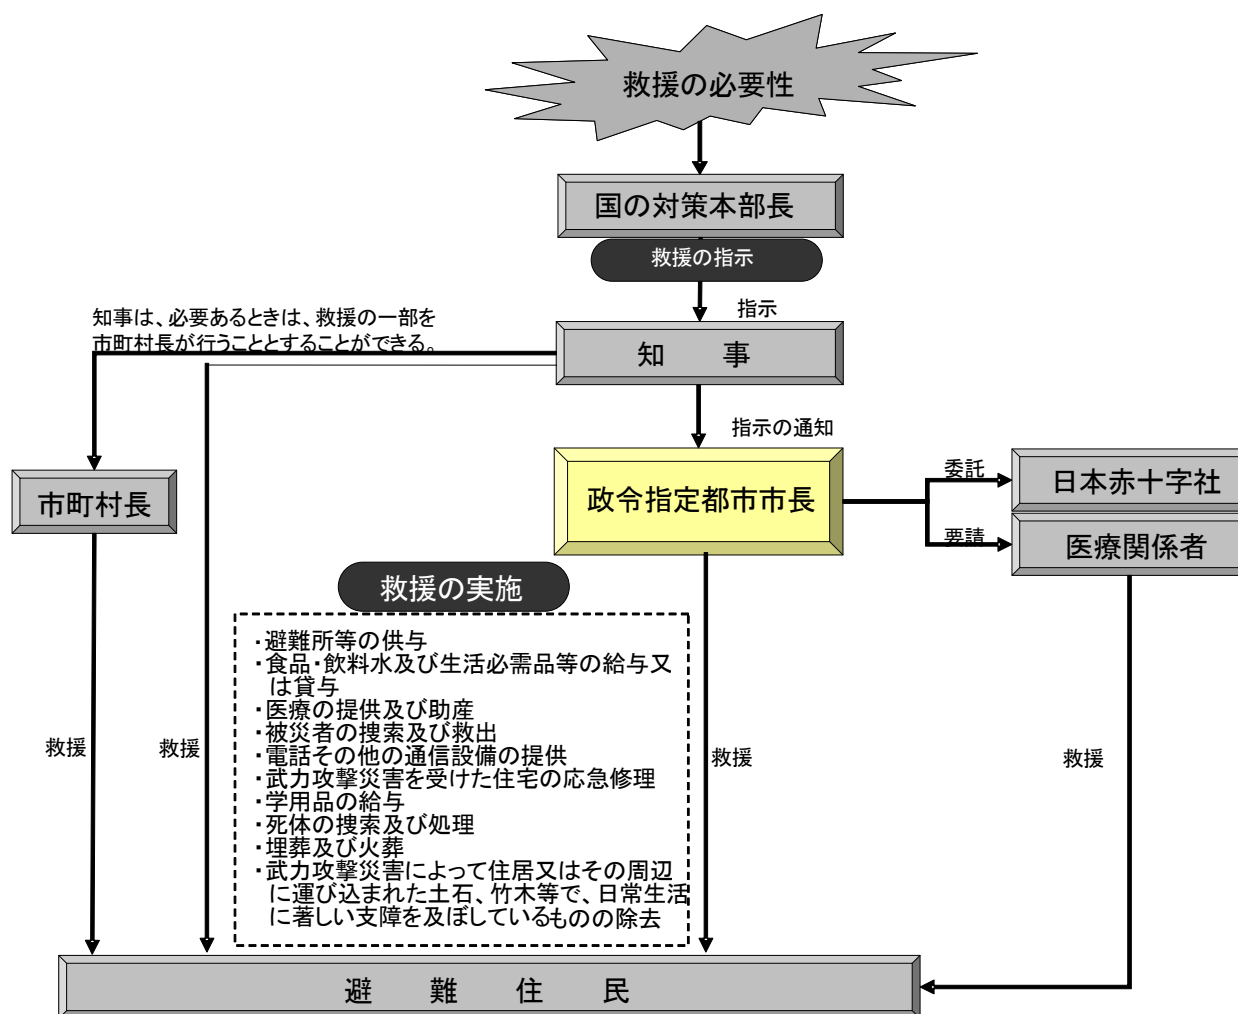 救援の必要性
国の対策本部長
救援の指示
指示
知事は、必要あるときは、救援の一部を
市町村長が行うこととすることができる。
知　事
指示の通知
市町村長
政令指定都市市長
委託
日本赤十字社
要請
医療関係者
救援の実施
・避難所等の供与
・食品・飲料水及び生活必需品等の給与又
は貸与
・医療の提供及び助産
・被災者の捜索及び救出
・電話その他の通信設備の提供
・武力攻撃災害を受けた住宅の応急修理
・学用品の給与
・死体の捜索及び処理
・埋葬及び火葬
・武力攻撃災害によって住居又はその周辺
に運び込まれた土石、竹木等で、日常生活
に著しい支障を及ぼしているものの除去
救援
救援
救援
救援
避　難　住　民